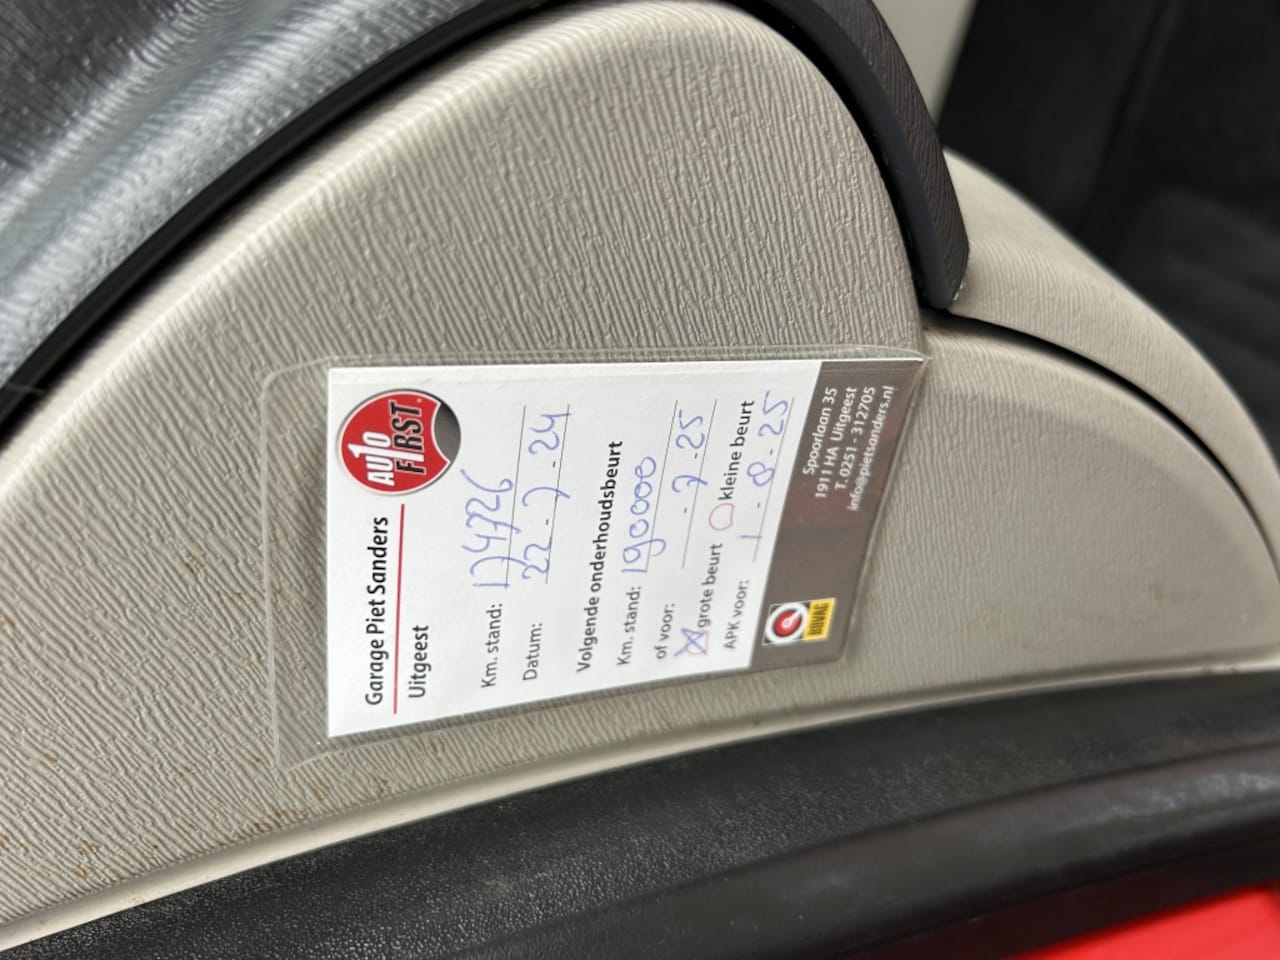 AUTO
FIRST
Garage Piet Sanders
Uitgeest
Km. stand: 174726
Datum: 22-7-24
Volgende onderhoudsbeurt
Km. stand: 190000
of voor: - 7-25
grote beurt kleine beurt
APK voor: 1-8-25
BOVAG
Spoorlaan 35
1911 HA Uitgeest
T. 0251 - 312705
info@pietsanders.nl